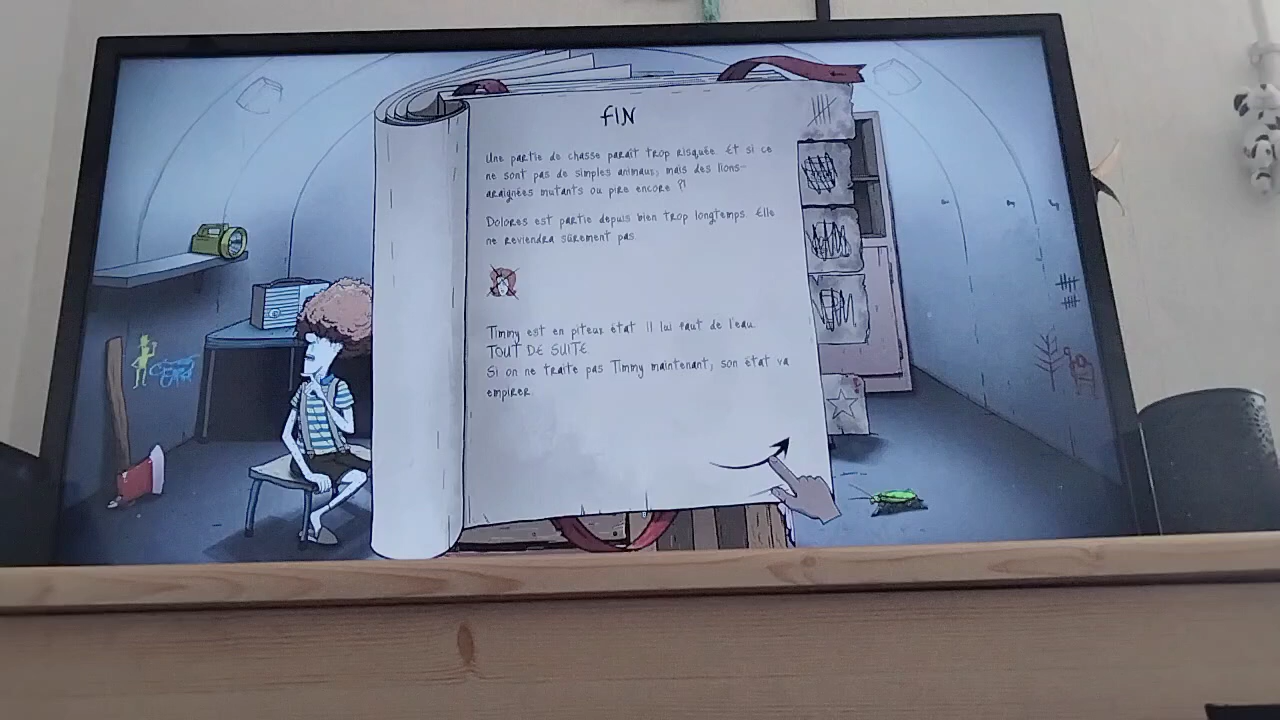 FIN
Une partie de chasse paraît trop risquée. Et si ce
ne sont pas de simples animaux, mais des lions-
araignées mutants ou pire encore ?!
Dolores est partie depuis bien trop longtemps. Elle
ne reviendra sûrement pas.
Timmy est en piteux état. Il lui faut de l'eau.
TOUT DE SUITE.
Si on ne traite pas Timmy maintenant, son état va
empirer.